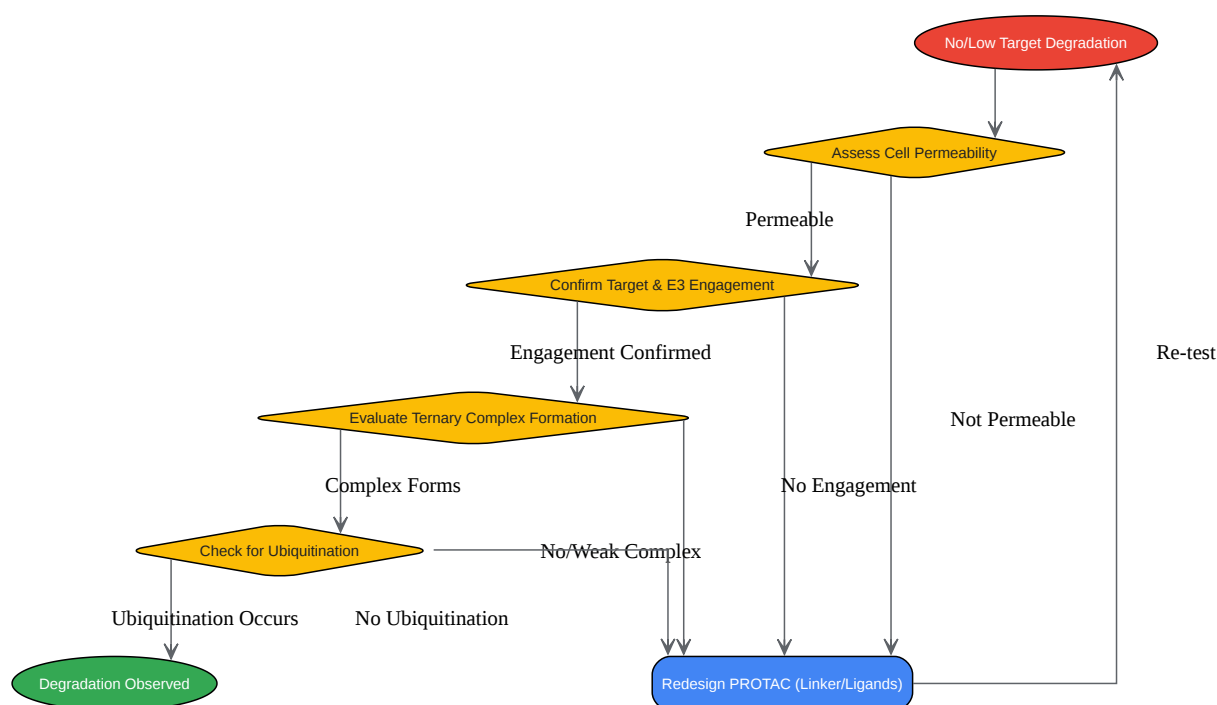 No/Low Target Degradation
Assess Cell Permeability
Permeable
Confirm Target & E3 Engagement
Engagement Confirmed
Re-test
Evaluate Ternary Complex Formation
Not Permeable
Complex Forms
No Engagement
Check for Ubiquitination
No/Weak Complex
Ubiquitination Occurs
No Ubiquitination
Degradation Observed
Redesign PROTAC (Linker/Ligands)